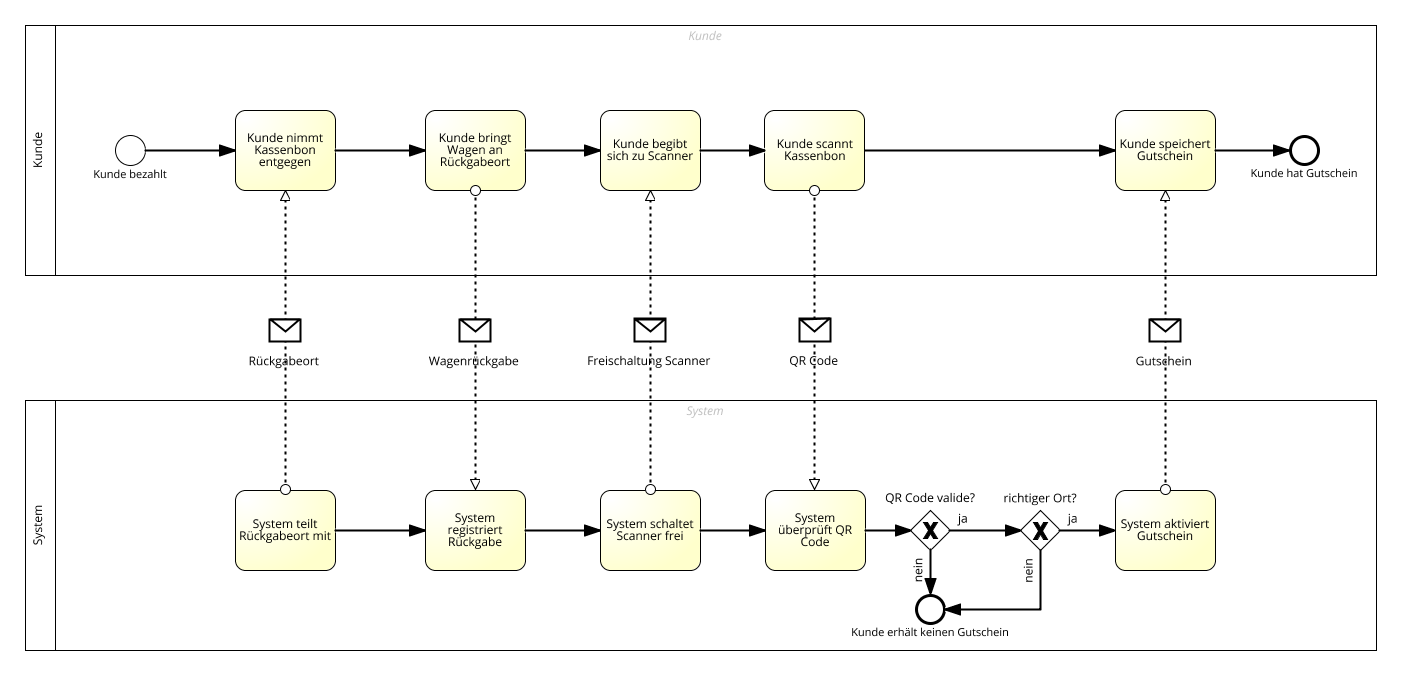 Kunde
Kunde
Kunde bezahlt
Kunde nimmt
Kassenbon
entgegen
Kunde bringt
Wagen an
Rückgabeort
Kunde begibt
sich zu Scanner
Kunde scannt
Kassenbon
Kunde speichert
Gutschein
Kunde hat Gutschein
Rückgabeort
Wagenrückgabe
Freischaltung Scanner
QR Code
Gutschein
System
System
System teilt
Rückgabeort mit
System
registriert
Rückgabe
System schaltet
Scanner frei
System
überprüft QR
Code
QR Code valide?
ja
nein
richtiger Ort?
ja
nein
System aktiviert
Gutschein
Kunde erhält keinen Gutschein